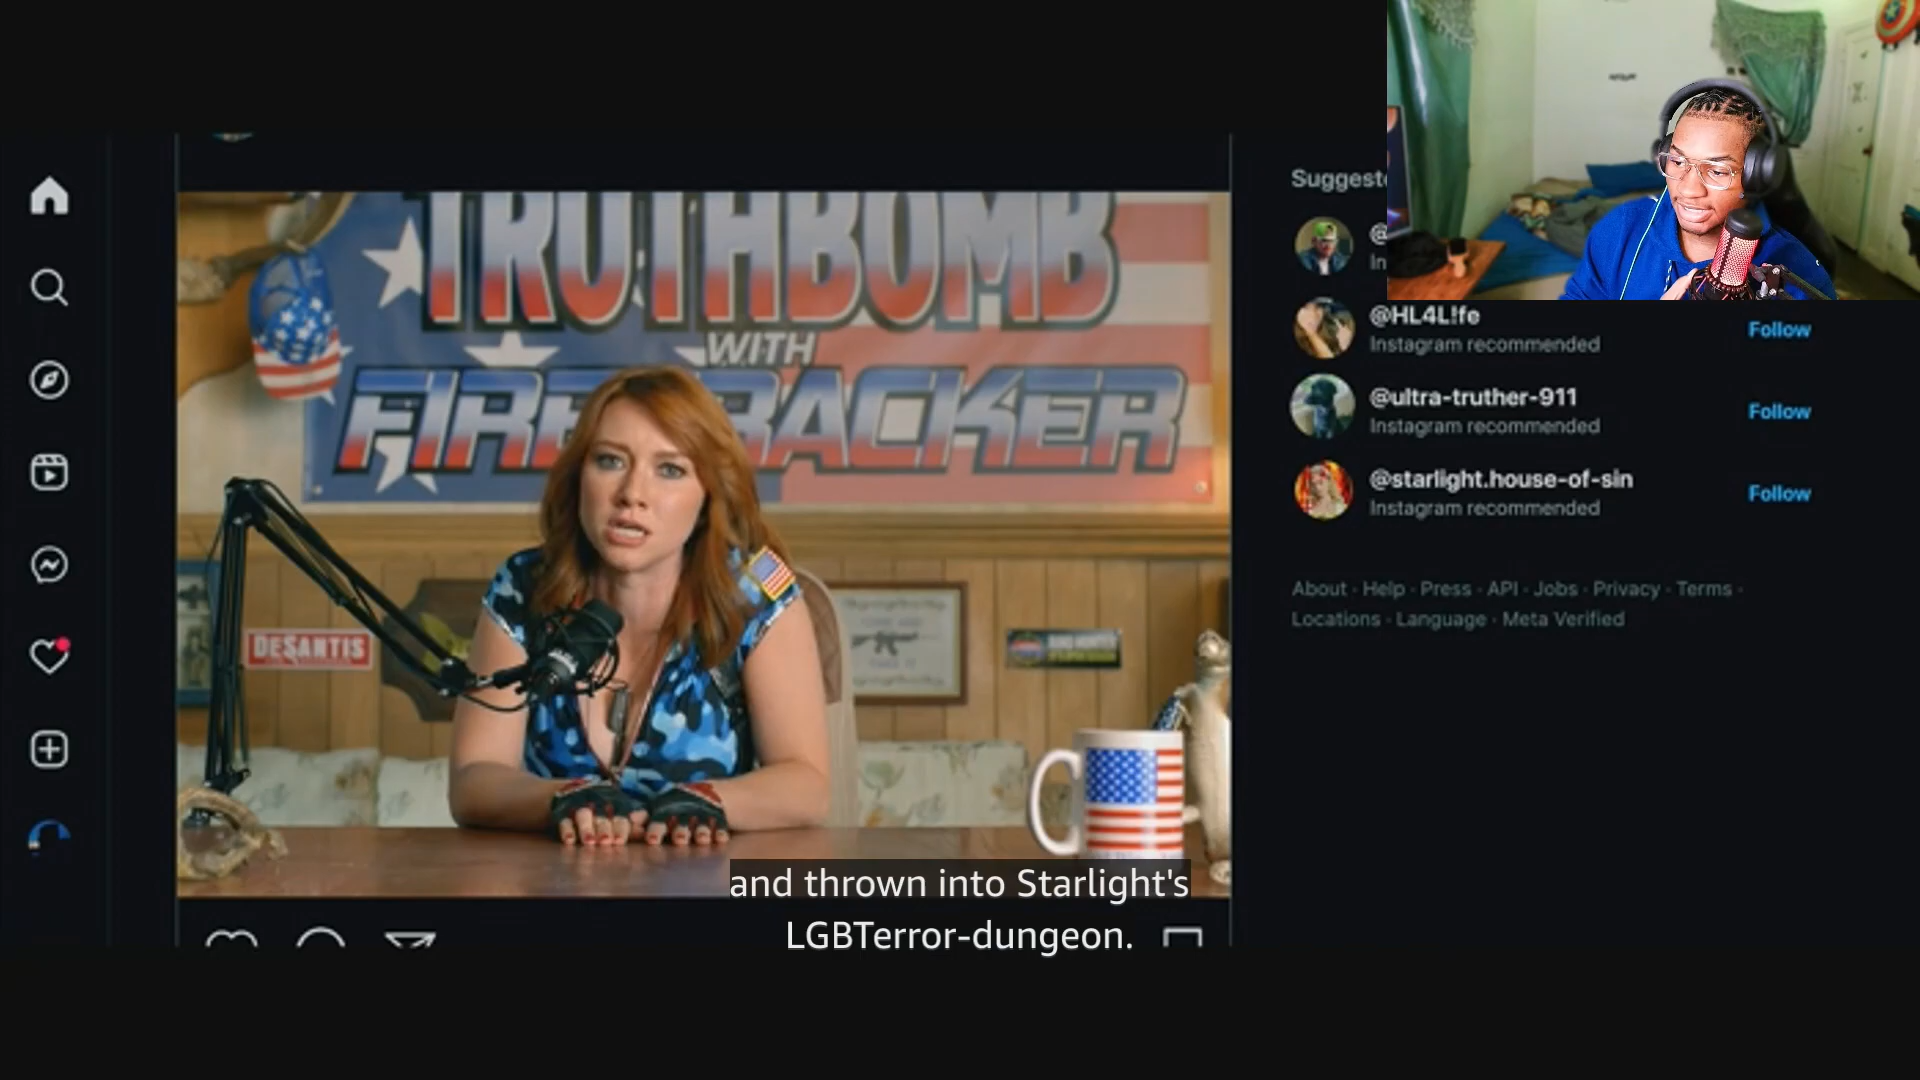 TRUTHBOMB
WITH
FIRECRACKER
DESANTIS
and thrown into Starlight's
LGBTerror-dungeon.
Suggeste
@
In
@HL4L!fe
Instagram recommended
Follow
@ultra-truther-911
Instagram recommended
Follow
@starlight.house-of-sin
Instagram recommended
Follow
About · Help · Press · API · Jobs · Privacy · Terms ·
Locations · Language · Meta Verified